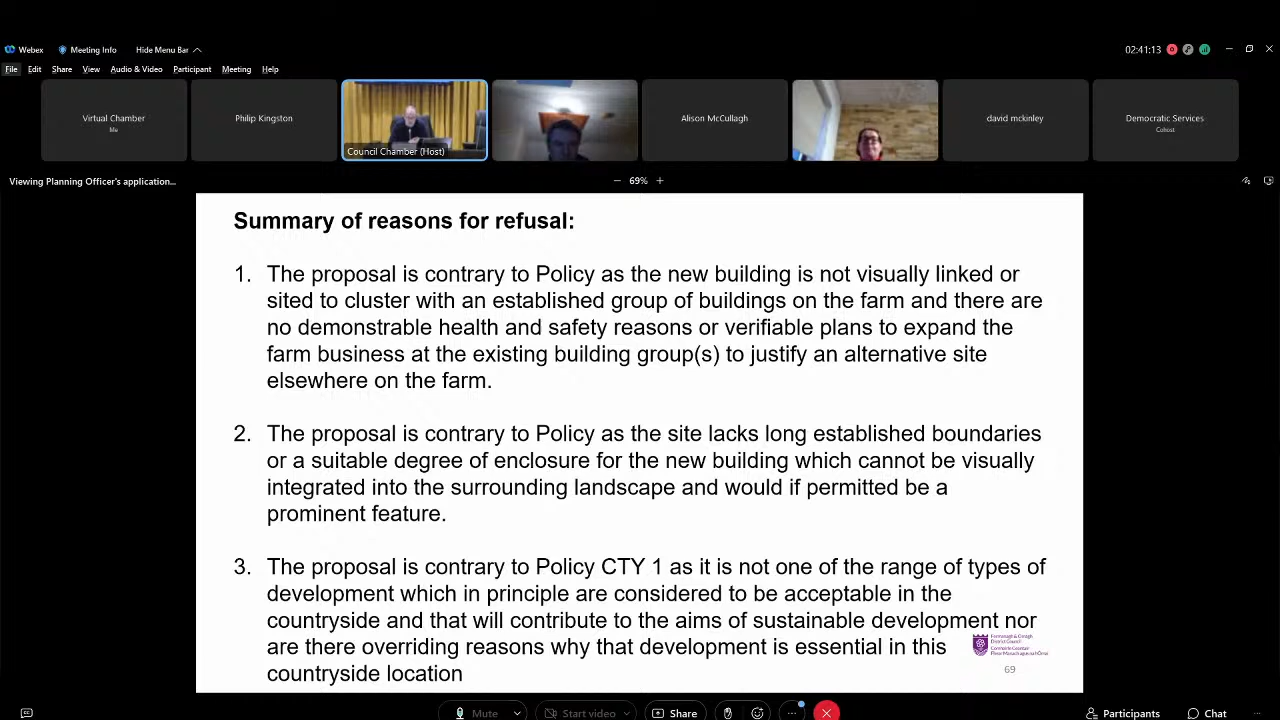 Webex
Meeting Info
Hide Menu Bar
02:41:13
File Edit Share View Audio & Video Participant Meeting Help
Virtual Chamber
Me
Philip Kingston
Council Chamber (Host)
Alison McCullagh
david mckinley
Democratic Services
Cohost
Viewing Planning Officer's application...
− 69% +
Summary of reasons for refusal:
1. The proposal is contrary to Policy as the new building is not visually linked or
sited to cluster with an established group of buildings on the farm and there are
no demonstrable health and safety reasons or verifiable plans to expand the
farm business at the existing building group(s) to justify an alternative site
elsewhere on the farm.
2. The proposal is contrary to Policy as the site lacks long established boundaries
or a suitable degree of enclosure for the new building which cannot be visually
integrated into the surrounding landscape and would if permitted be a
prominent feature.
3. The proposal is contrary to Policy CTY 1 as it is not one of the range of types of
development which in principle are considered to be acceptable in the
countryside and that will contribute to the aims of sustainable development nor
are there overriding reasons why that development is essential in this
countryside location
Fermanagh & Omagh
District Council
69
Mute
Start video
Share
Participants
Chat